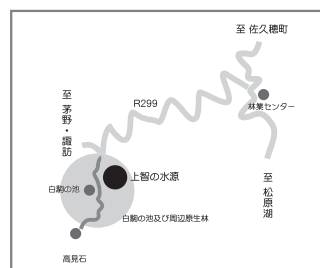 至 佐久穂町
R299
林業センター
至 茅野・諏訪
上智の水源
白駒の池
至 松原湖
白駒の池及び周辺原生林
高見石